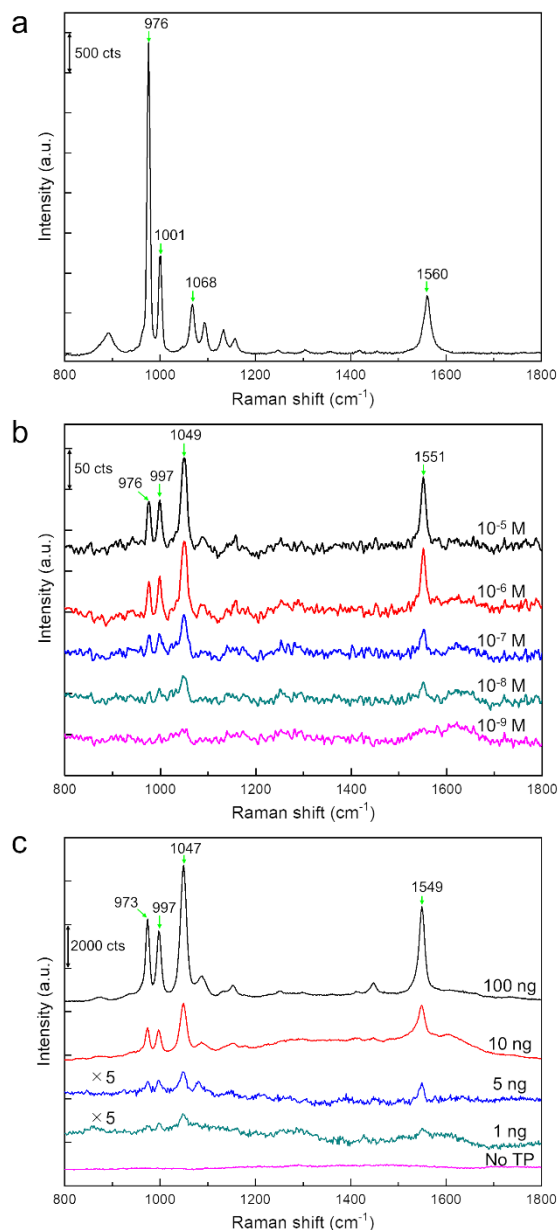 a
976
500 cts
1001
1068
1560
Intensity (a.u.)
800 1000 1200 1400 1600 1800
Raman shift (cm⁻¹)
b
1049
50 cts
976
997
1551
10⁻⁵ M
10⁻⁶ M
10⁻⁷ M
10⁻⁸ M
10⁻⁹ M
Intensity (a.u.)
800 1000 1200 1400 1600 1800
Raman shift (cm⁻¹)
c
1047
973
997
1549
2000 cts
100 ng
10 ng
× 5
5 ng
× 5
1 ng
No TP
Intensity (a.u.)
800 1000 1200 1400 1600 1800
Raman shift (cm⁻¹)